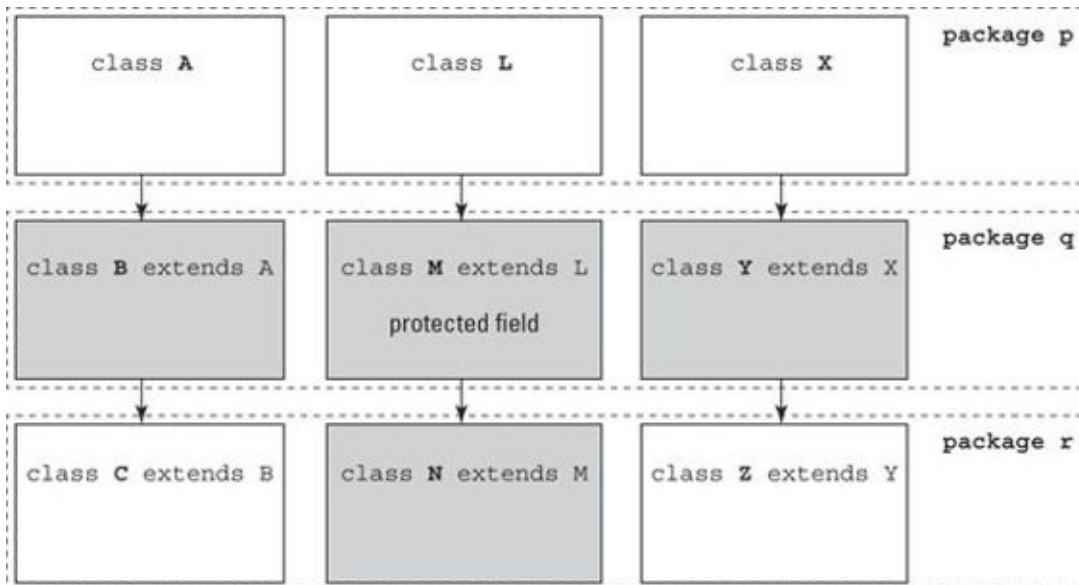 package p
class A
class L
class X
package q
class B extends A
class M extends L
class Y extends X
protected field
package r
class C extends B
class N extends M
class Z extends Y